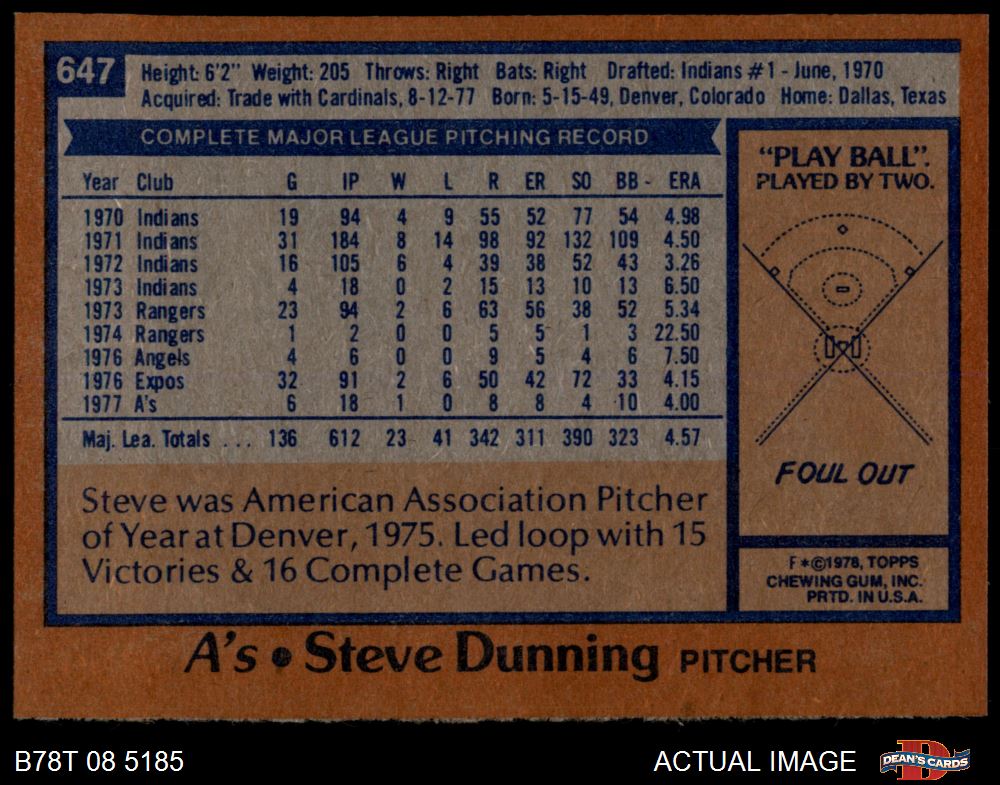 647
Height: 6'2" Weight: 205 Throws: Right Bats: Right Drafted: Indians #1 - June, 1970
Acquired: Trade with Cardinals, 8-12-77 Born: 5-15-49, Denver, Colorado Home: Dallas, Texas
COMPLETE MAJOR LEAGUE PITCHING RECORD
Year Club G IP W L R ER SO BB - ERA
1970 Indians 19 94 4 9 55 52 77 54 4.98
1971 Indians 31 184 8 14 98 92 132 109 4.50
1972 Indians 16 105 6 4 39 38 52 43 3.26
1973 Indians 4 18 0 2 15 13 10 13 6.50
1973 Rangers 23 94 2 6 63 56 38 52 5.34
1974 Rangers 1 2 0 0 5 5 1 3 22.50
1976 Angels 4 6 0 0 9 5 4 6 7.50
1976 Expos 32 91 2 6 50 42 72 33 4.15
1977 A's 6 18 1 0 8 8 4 10 4.00
Maj. Lea. Totals ... 136 612 23 41 342 311 390 323 4.57
Steve was American Association Pitcher
of Year at Denver, 1975. Led loop with 15
Victories & 16 Complete Games.
"PLAY BALL".
PLAYED BY TWO.
FOUL OUT
F*©1978, TOPPS
CHEWING GUM, INC.
PRTD. IN U.S.A.
A's • Steve Dunning PITCHER
B78T 08 5185
ACTUAL IMAGE
D
DEAN'S CARDS